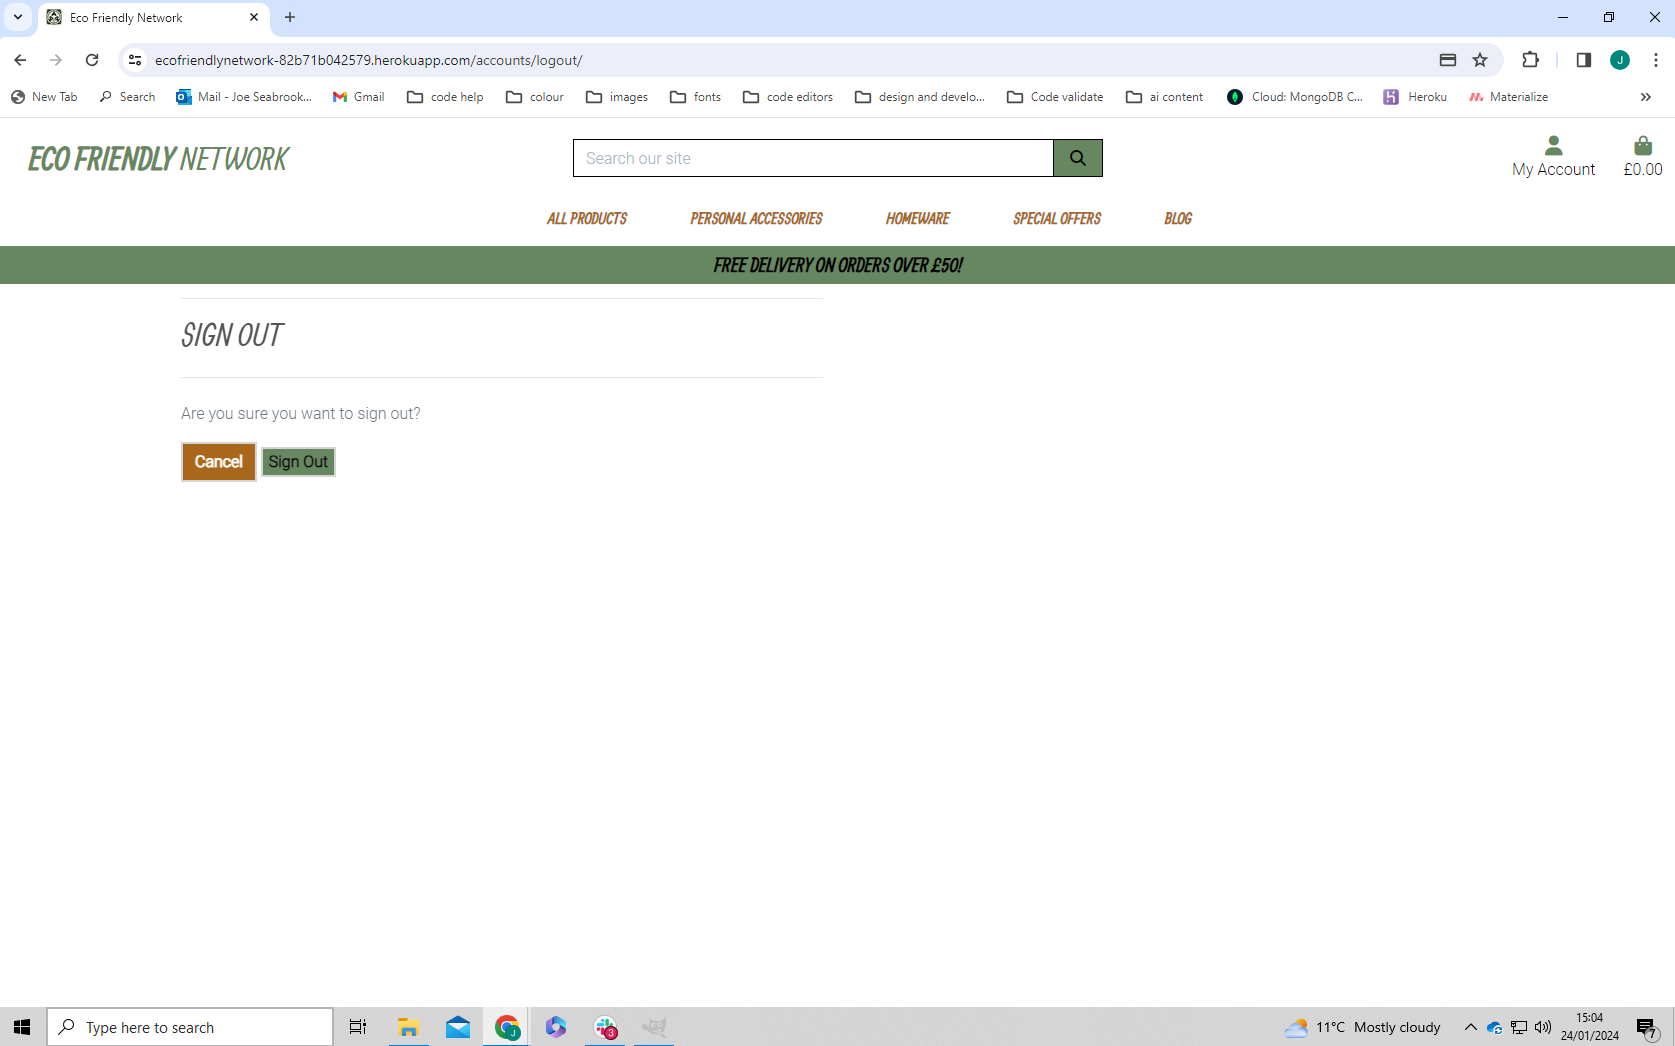 Eco Friendly Network
ecofriendlynetwork-82b71b042579.herokuapp.com/accounts/logout/
J
New Tab Search Mail - Joe Seabrook... Gmail code help colour images fonts code editors design and develo... Code validate ai content Cloud: MongoDB C... Heroku Materialize
ECO FRIENDLY NETWORK
Search our site
My Account £0.00
ALL PRODUCTS PERSONAL ACCESSORIES HOMEWARE SPECIAL OFFERS BLOG
FREE DELIVERY ON ORDERS OVER £50!
SIGN OUT
Are you sure you want to sign out?
Cancel Sign Out
Type here to search
J
3
11°C Mostly cloudy
15:04
24/01/2024
7